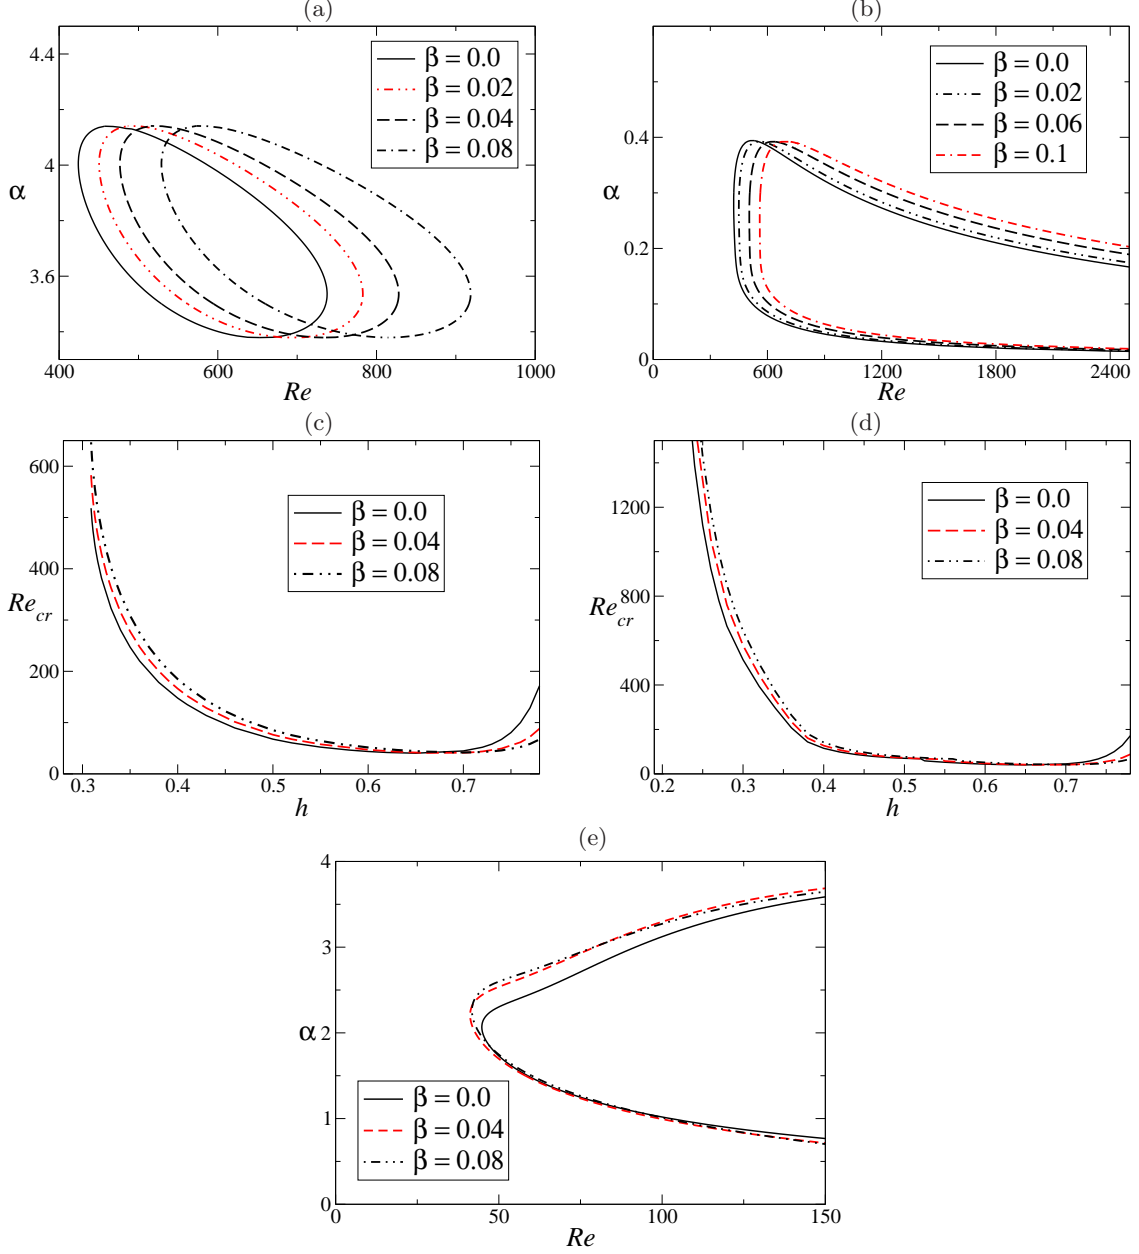 (a)
4.4
4
3.6
α
400
600
800
1000
Re
β = 0.0
β = 0.02
β = 0.04
β = 0.08
(b)
0.4
0.2
0
α
0
600
1200
1800
2400
Re
β = 0.0
β = 0.02
β = 0.06
β = 0.1
(c)
600
400
200
0
Re_cr
0.3
0.4
0.5
0.6
0.7
h
β = 0.0
β = 0.04
β = 0.08
(d)
1200
800
400
0
Re_cr
0.2
0.3
0.4
0.5
0.6
0.7
h
β = 0.0
β = 0.04
β = 0.08
(e)
4
3
2
1
0
α
0
50
100
150
Re
β = 0.0
β = 0.04
β = 0.08